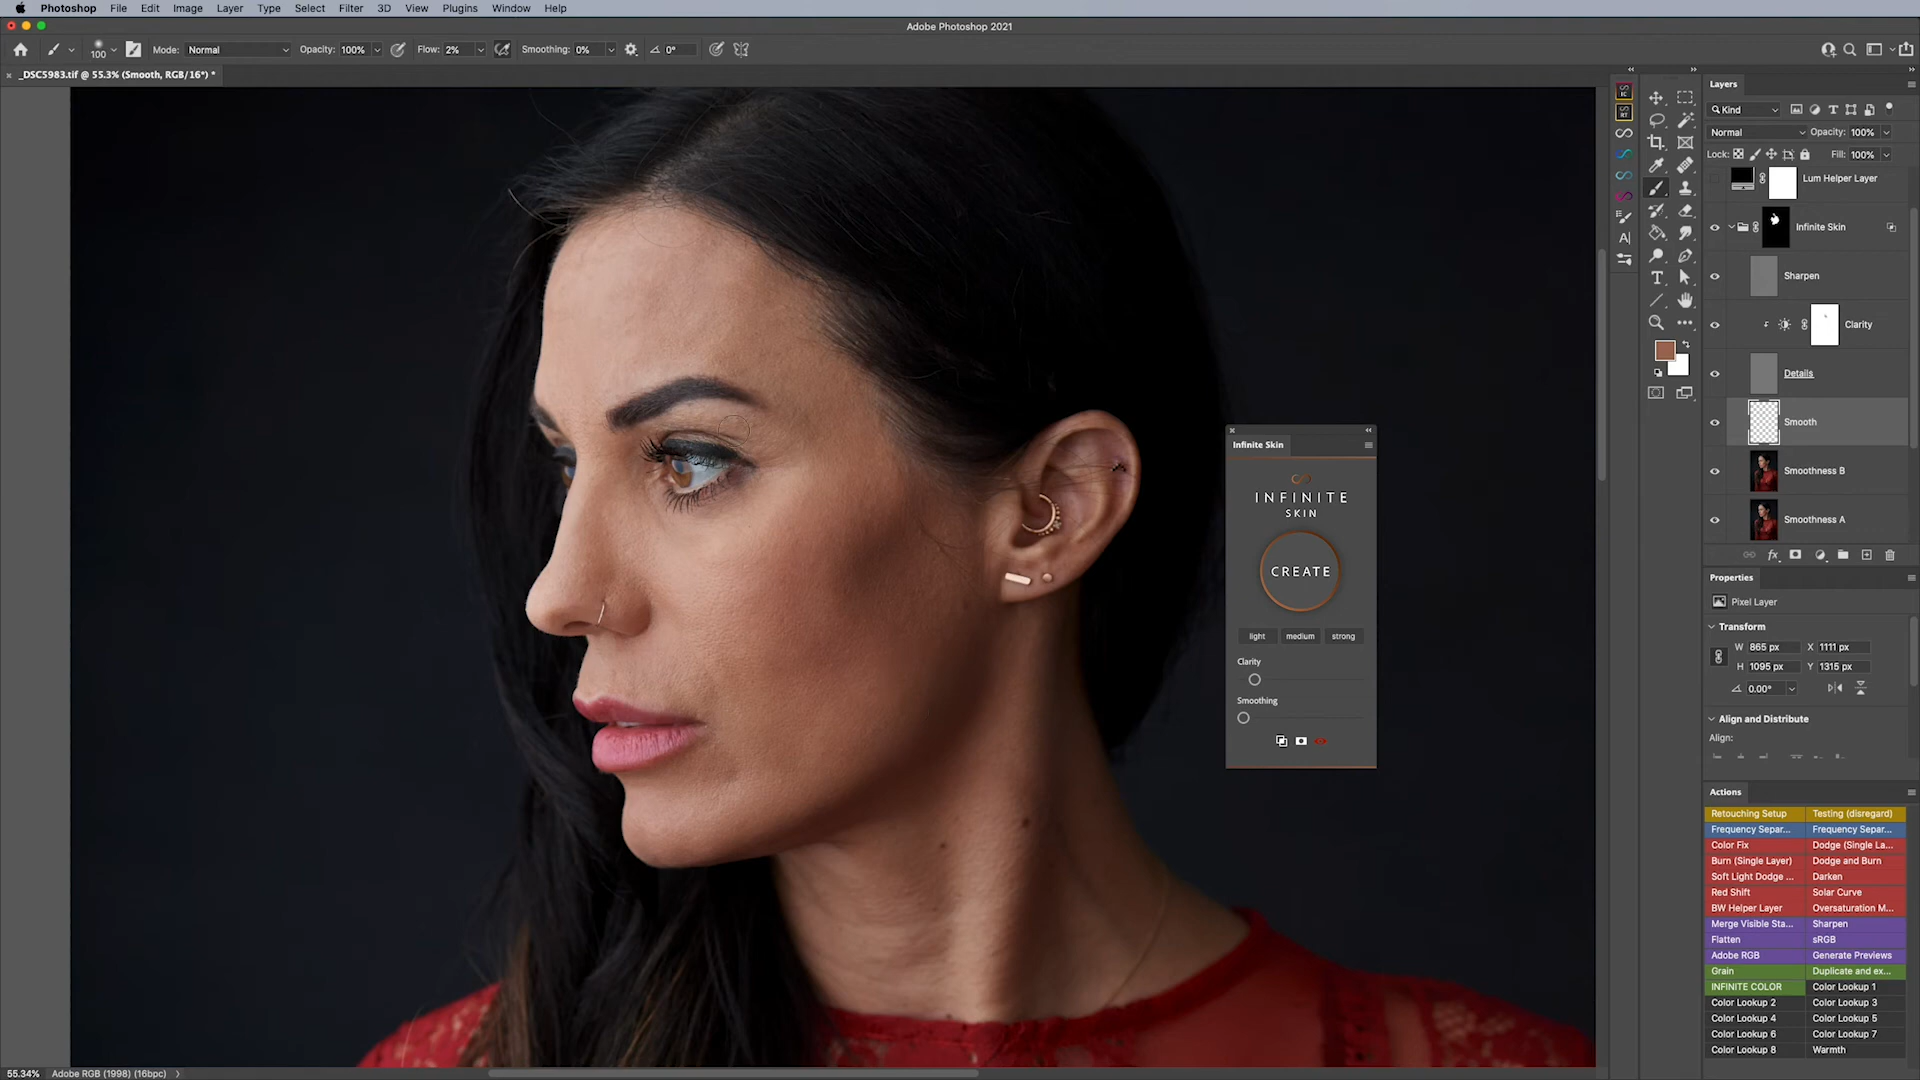 Photoshop File Edit Image Layer Type Select Filter 3D View Plugins Window Help
Adobe Photoshop 2021
100 Mode: Normal Opacity: 100% Flow: 2% Smoothing: 0% 0°
_DSC5983.tif @ 55.3% (Smooth, RGB/16*) *
Layers
Kind
Normal Opacity: 100%
Lock: Fill: 100%
Lum Helper Layer
Infinite Skin
Sharpen
Clarity
Details
Smooth
Smoothness B
Smoothness A
fx
Infinite Skin
INFINITE
SKIN
CREATE
light medium strong
Clarity
Smoothing
Properties
Pixel Layer
Transform
W 865 px X 1111 px
H 1095 px Y 1315 px
0.00°
Align and Distribute
Align:
Actions
Retouching Setup Testing (disregard)
Frequency Separ... Frequency Separ...
Color Fix Dodge (Single La...
Burn (Single Layer) Dodge and Burn
Soft Light Dodge ... Darken
Red Shift Solar Curve
BW Helper Layer Oversaturation M...
Merge Visible Sta... Sharpen
Flatten sRGB
Adobe RGB Generate Previews
Grain Duplicate and ex...
INFINITE COLOR Color Lookup 1
Color Lookup 2 Color Lookup 3
Color Lookup 4 Color Lookup 5
Color Lookup 6 Color Lookup 7
Color Lookup 8 Warmth
55.34% Adobe RGB (1998) (16bpc)